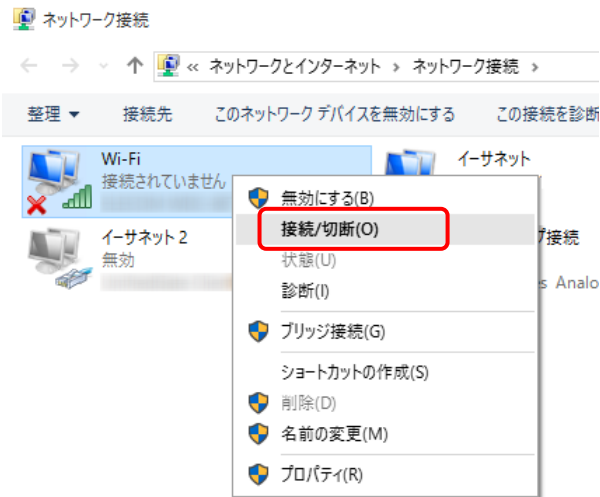 ネットワーク接続
« ネットワークとインターネット › ネットワーク接続 ›
整理 ▼ 接続先 このネットワーク デバイスを無効にする この接続を診断
Wi-Fi
接続されていません
イーサネット
イーサネット 2
無効
プ接続
s Analo
無効にする(B)
接続/切断(O)
状態(U)
診断(I)
ブリッジ接続(G)
ショートカットの作成(S)
削除(D)
名前の変更(M)
プロパティ(R)